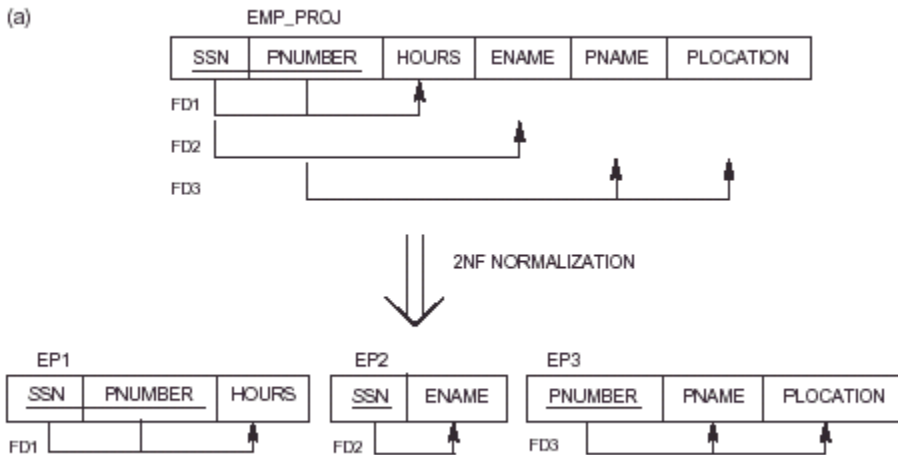 (a)
EMP_PROJ
SSN PNUMBER HOURS ENAME PNAME PLOCATION
FD1
FD2
FD3
2NF NORMALIZATION
EP1 EP2 EP3
SSN PNUMBER HOURS SSN ENAME PNUMBER PNAME PLOCATION
FD1 FD2 FD3